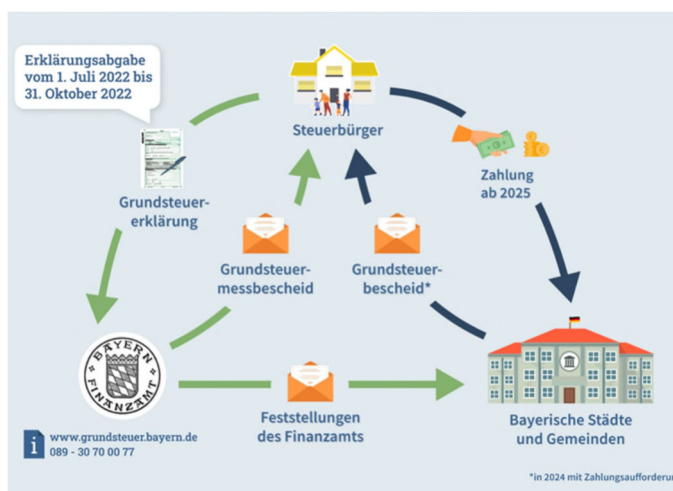 Erklärungsabgabe
vom 1. Juli 2022 bis
31. Oktober 2022
Steuerbürger
Grundsteuer-
erklärung
Zahlung
ab 2025
Grundsteuer-
messbescheid
Grundsteuer-
bescheid*
BAYERN
FINANZAMT
Feststellungen
des Finanzamts
Bayerische Städte
und Gemeinden
i www.grundsteuer.bayern.de
089 - 30 70 00 77
*in 2024 mit Zahlungsaufforderun